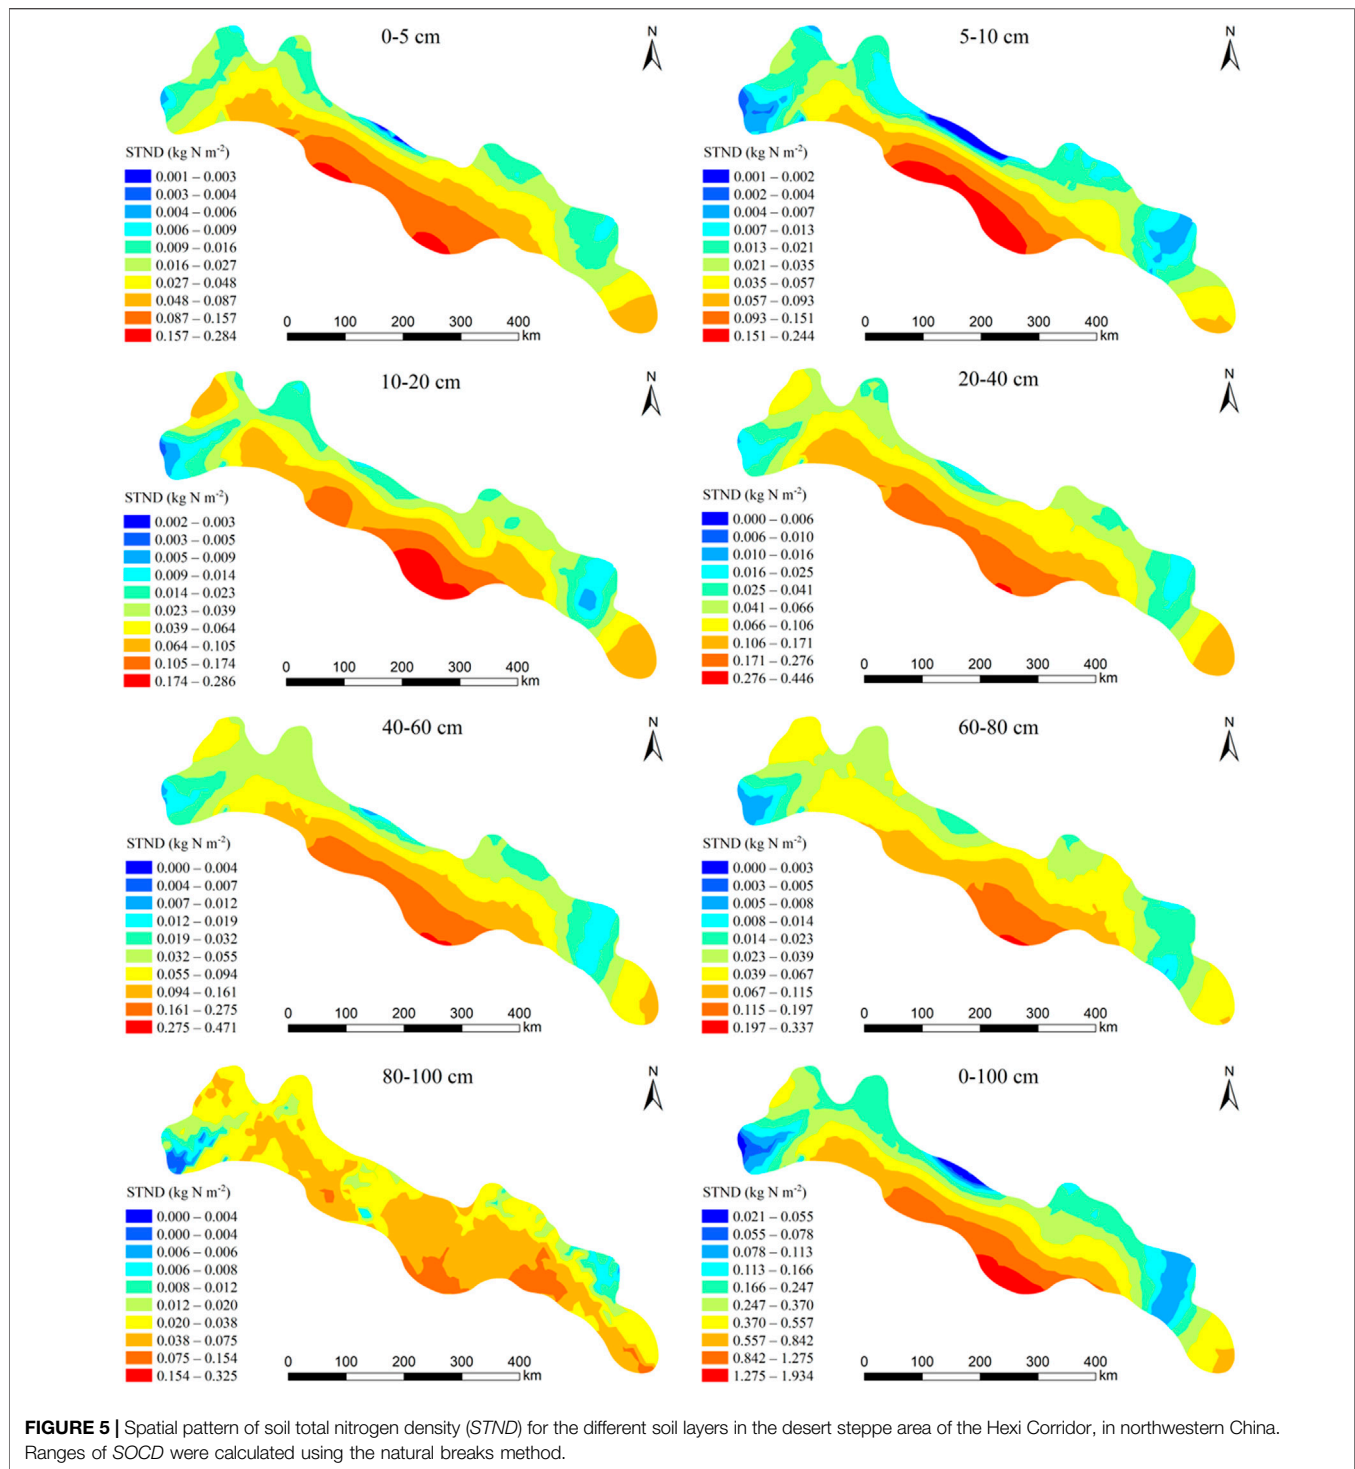 0-5 cm
N
STND (kg N m-2)
0.001 – 0.003
0.003 – 0.004
0.004 – 0.006
0.006 – 0.009
0.009 – 0.016
0.016 – 0.027
0.027 – 0.048
0.048 – 0.087
0.087 – 0.157
0.157 – 0.284
0 100 200 300 400
km
5-10 cm
N
STND (kg N m-2)
0.001 – 0.002
0.002 – 0.004
0.004 – 0.007
0.007 – 0.013
0.013 – 0.021
0.021 – 0.035
0.035 – 0.057
0.057 – 0.093
0.093 – 0.151
0.151 – 0.244
0 100 200 300 400
km
10-20 cm
N
STND (kg N m-2)
0.002 – 0.003
0.003 – 0.005
0.005 – 0.009
0.009 – 0.014
0.014 – 0.023
0.023 – 0.039
0.039 – 0.064
0.064 – 0.105
0.105 – 0.174
0.174 – 0.286
0 100 200 300 400
km
20-40 cm
N
STND (kg N m-2)
0.000 – 0.006
0.006 – 0.010
0.010 – 0.016
0.016 – 0.025
0.025 – 0.041
0.041 – 0.066
0.066 – 0.106
0.106 – 0.171
0.171 – 0.276
0.276 – 0.446
0 100 200 300 400
km
40-60 cm
N
STND (kg N m-2)
0.000 – 0.004
0.004 – 0.007
0.007 – 0.012
0.012 – 0.019
0.019 – 0.032
0.032 – 0.055
0.055 – 0.094
0.094 – 0.161
0.161 – 0.275
0.275 – 0.471
0 100 200 300 400
km
60-80 cm
N
STND (kg N m-2)
0.000 – 0.003
0.003 – 0.005
0.005 – 0.008
0.008 – 0.014
0.014 – 0.023
0.023 – 0.039
0.039 – 0.067
0.067 – 0.115
0.115 – 0.197
0.197 – 0.337
0 100 200 300 400
km
80-100 cm
N
STND (kg N m-2)
0.000 – 0.004
0.000 – 0.004
0.006 – 0.006
0.006 – 0.008
0.008 – 0.012
0.012 – 0.020
0.020 – 0.038
0.038 – 0.075
0.075 – 0.154
0.154 – 0.325
0 100 200 300 400
km
0-100 cm
N
STND (kg N m-2)
0.021 – 0.055
0.055 – 0.078
0.078 – 0.113
0.113 – 0.166
0.166 – 0.247
0.247 – 0.370
0.370 – 0.557
0.557 – 0.842
0.842 – 1.275
1.275 – 1.934
0 100 200 300 400
km
FIGURE 5 | Spatial pattern of soil total nitrogen density (STND) for the different soil layers in the desert steppe area of the Hexi Corridor, in northwestern China.
Ranges of SOCD were calculated using the natural breaks method.